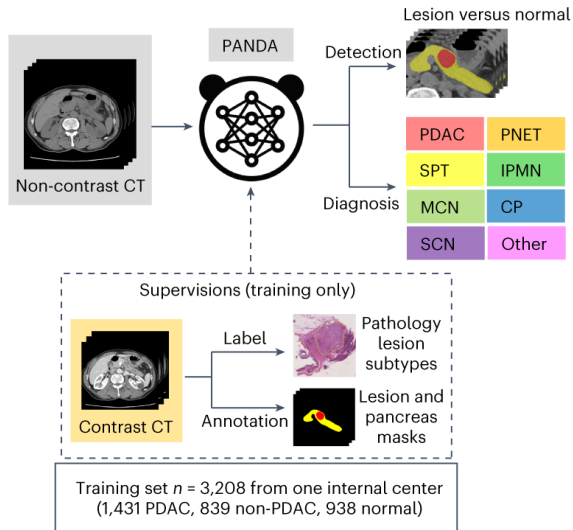 Lesion versus normal
PANDA
Detection
Non-contrast CT
Diagnosis
PDAC
PNET
SPT
IPMN
MCN
CP
SCN
Other
Supervisions (training only)
Label
Pathology
lesion
subtypes
Annotation
Lesion and
pancreas
masks
Contrast CT
Training set n = 3,208 from one internal center
(1,431 PDAC, 839 non-PDAC, 938 normal)